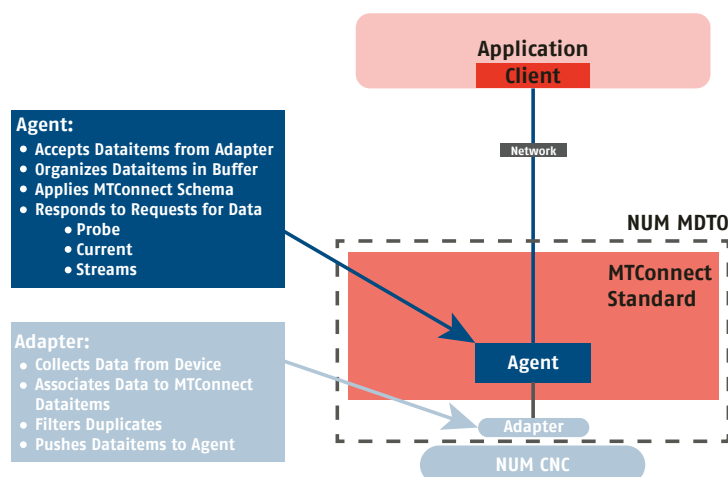 Application
Client
Network
Agent:
• Accepts Dataitems from Adapter
• Organizes Dataitems in Buffer
• Applies MTConnect Schema
• Responds to Requests for Data
• Probe
• Current
• Streams
NUM MDTO
MTConnect
Standard
Agent
Adapter:
• Collects Data from Device
• Associates Data to MTConnect
Dataitems
• Filters Duplicates
• Pushes Dataitems to Agent
Adapter
NUM CNC